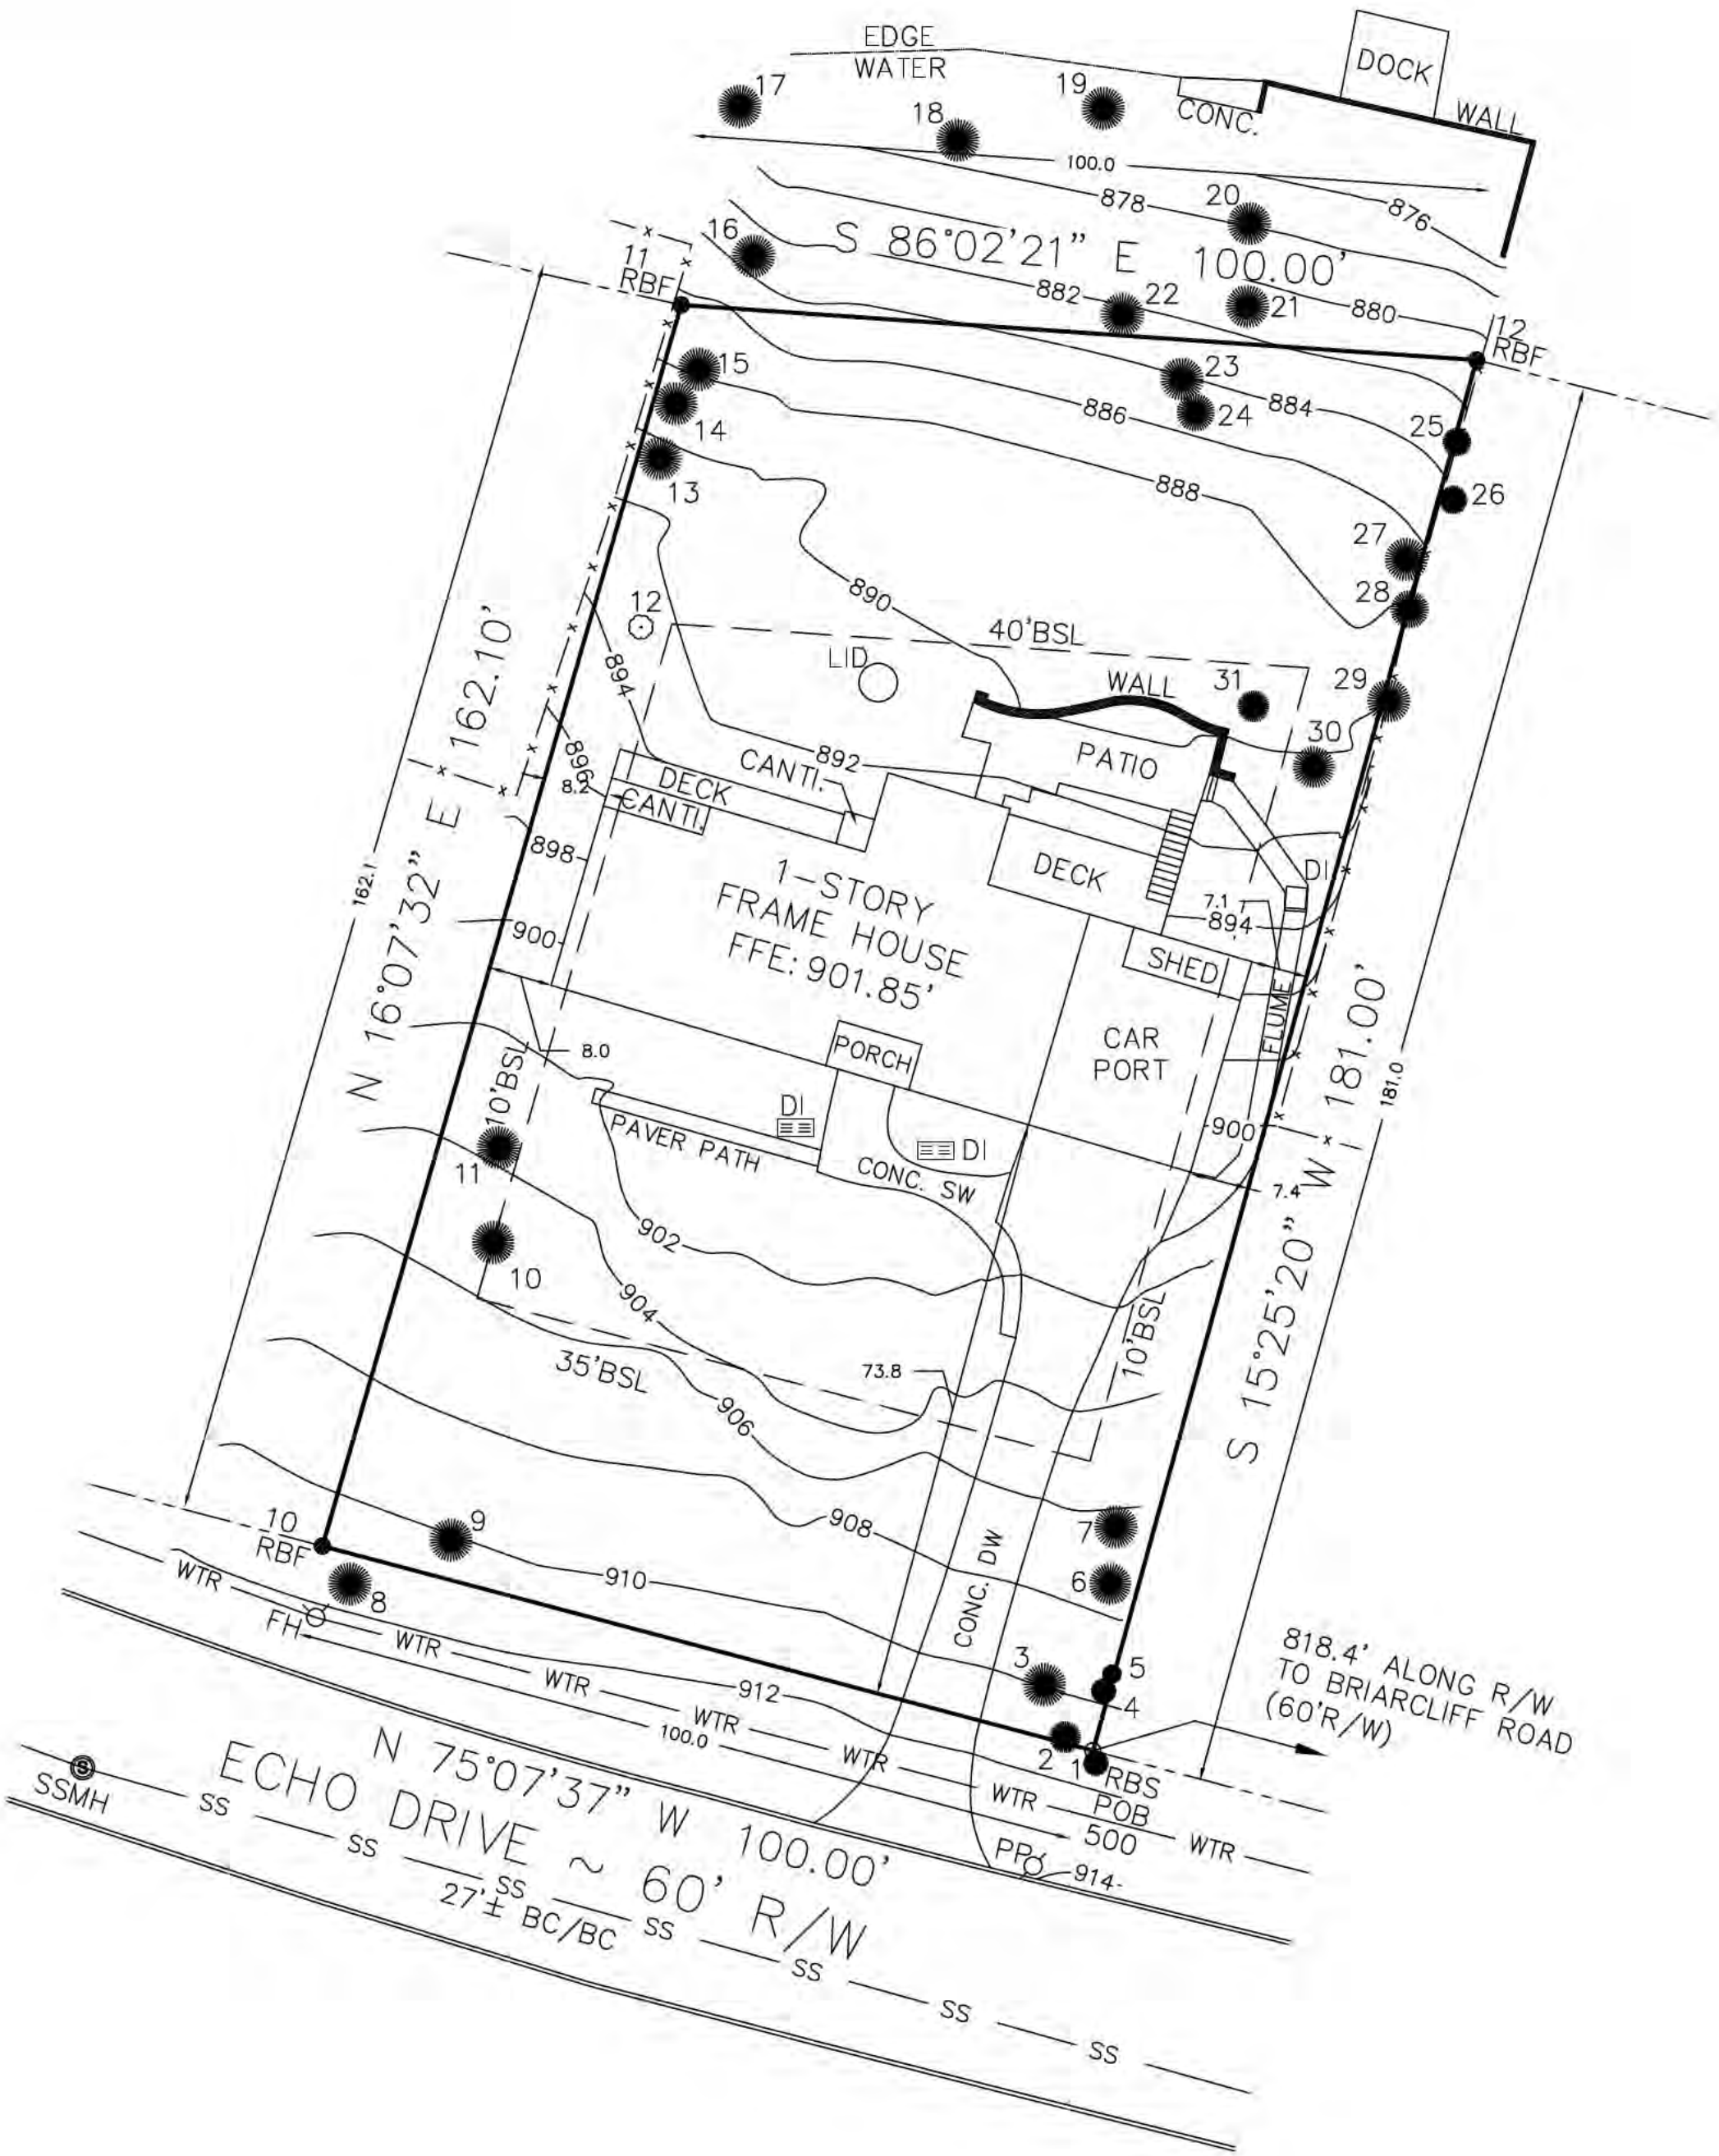 EDGE
WATER
DOCK
17
19
18
CONC.
WALL
100.0
878
20
876
16
S 86°02'21" E 100.00'
11
RBF
882
22
21
880
12
RBF
15
23
886
24
884
14
25
13
888
26
27
890
28
12
40'BSL
LID
WALL
31
29
894
30
N 16°07'32" E 162.10'
896
892
PATIO
CANTI.
DECK
8.2
CANTI.
898
1-STORY
FRAME HOUSE
FFE: 901.85'
DECK
DI
7.1
894
162.1
900
SHED
FLUME
CAR
PORT
S 15°25'20" W 181.00'
181.0
8.0
PORCH
10'BSL
DI
PAVER PATH
DI
900
11
CONC. SW
7.4
902
10
904
10'BSL
35'BSL
73.8
906
10
RBF
9
908
7
CONC. DW
WTR
8
910
6
FH
WTR
3
5
818.4' ALONG R/W
TO BRIARCLIFF ROAD
(60'R/W)
WTR
912
4
WTR
100.0
WTR
2
1
RBS
POB
WTR
500
WTR
N 75°07'37" W 100.00'
SSMH
S
ECHO DRIVE ~ 60' R/W
PP
914
SS
SS
SS
27'± BC/BC
SS
SS
SS
SS